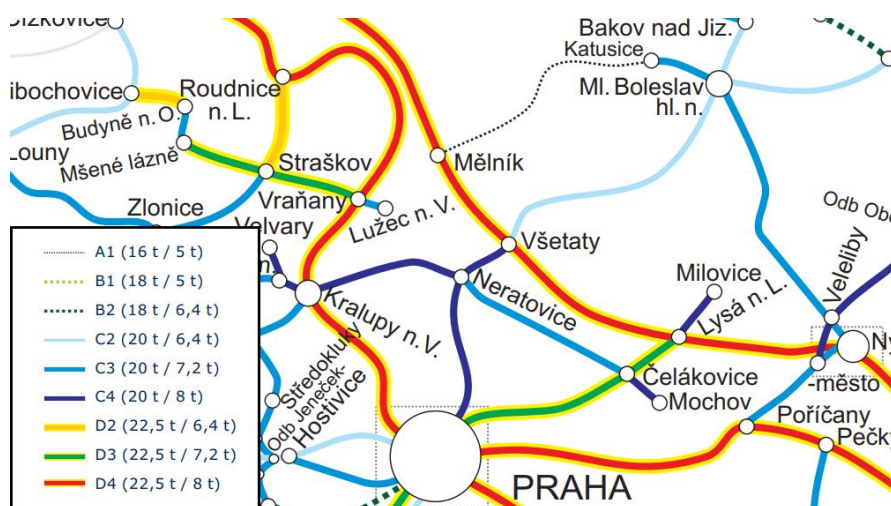 Bakov nad Jiz.
Katusice
Ml. Boleslav
hl. n.
Roudnice
n. L.
Budyně n. O.
Mšené lázně
Louny
Straškov
Mělník
Zlonice
Vraňany
Lužec n. V.
Velvary
Všetaty
Odb Obo
Milovice
Veleliby
Neratovice
Lysá n. L.
Kralupy n. V.
Středokluky
Odb Jeneček-
Hostivice
Čelákovice
Mochov
-město
Poříčany
Pečky
PRAHA
A1 (16 t / 5 t)
B1 (18 t / 5 t)
B2 (18 t / 6,4 t)
C2 (20 t / 6,4 t)
C3 (20 t / 7,2 t)
C4 (20 t / 8 t)
D2 (22,5 t / 6,4 t)
D3 (22,5 t / 7,2 t)
D4 (22,5 t / 8 t)